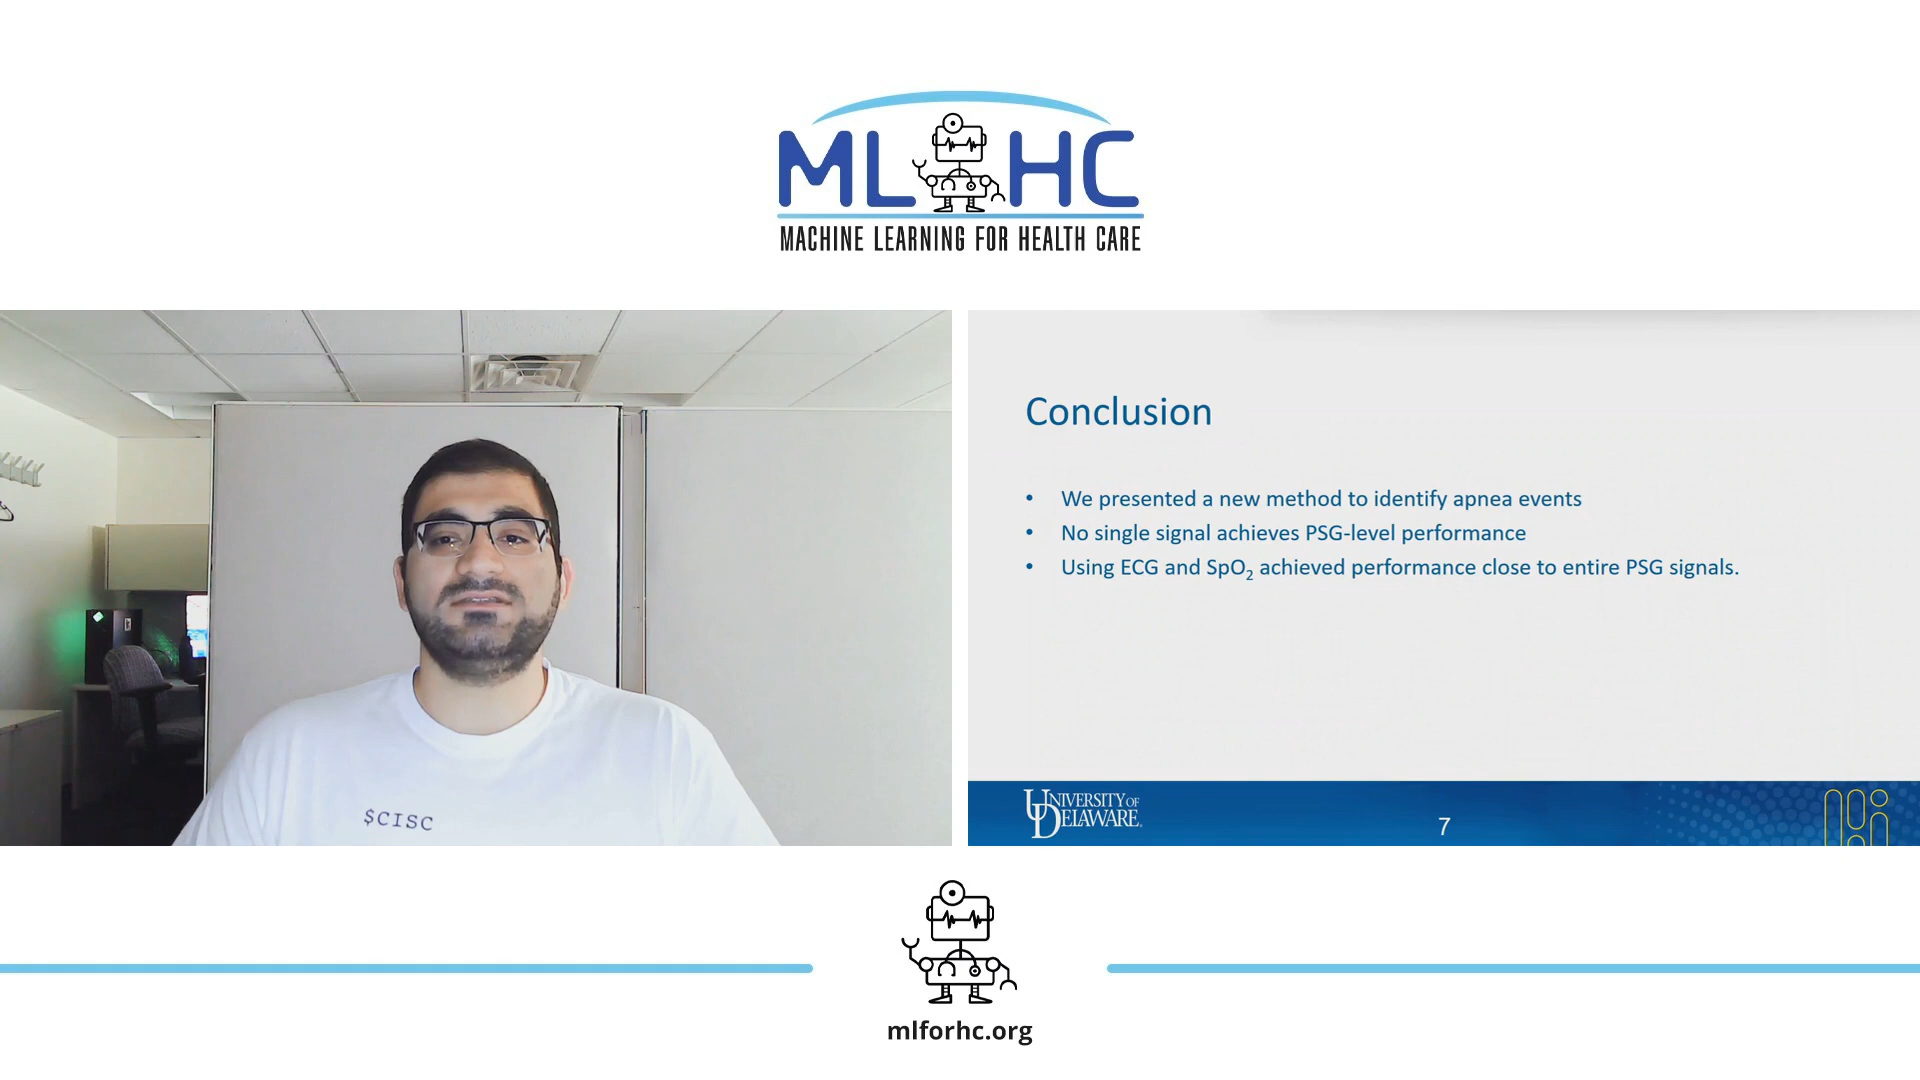 ML HC
MACHINE LEARNING FOR HEALTH CARE
$CISC
Conclusion
• We presented a new method to identify apnea events
• No single signal achieves PSG-level performance
• Using ECG and SpO₂ achieved performance close to entire PSG signals.
UNIVERSITY OF
DELAWARE
7
mlforhc.org